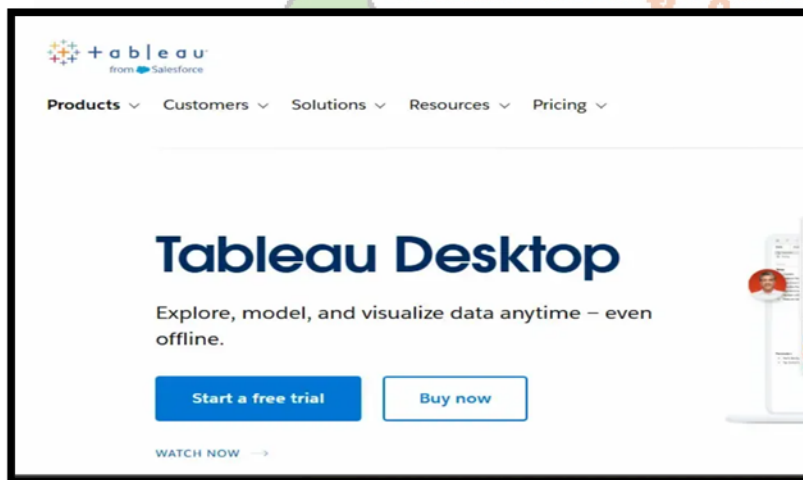 +ableau
from Salesforce
Products Customers Solutions Resources Pricing
Tableau Desktop
Explore, model, and visualize data anytime – even
offline.
Start a free trial Buy now
WATCH NOW →